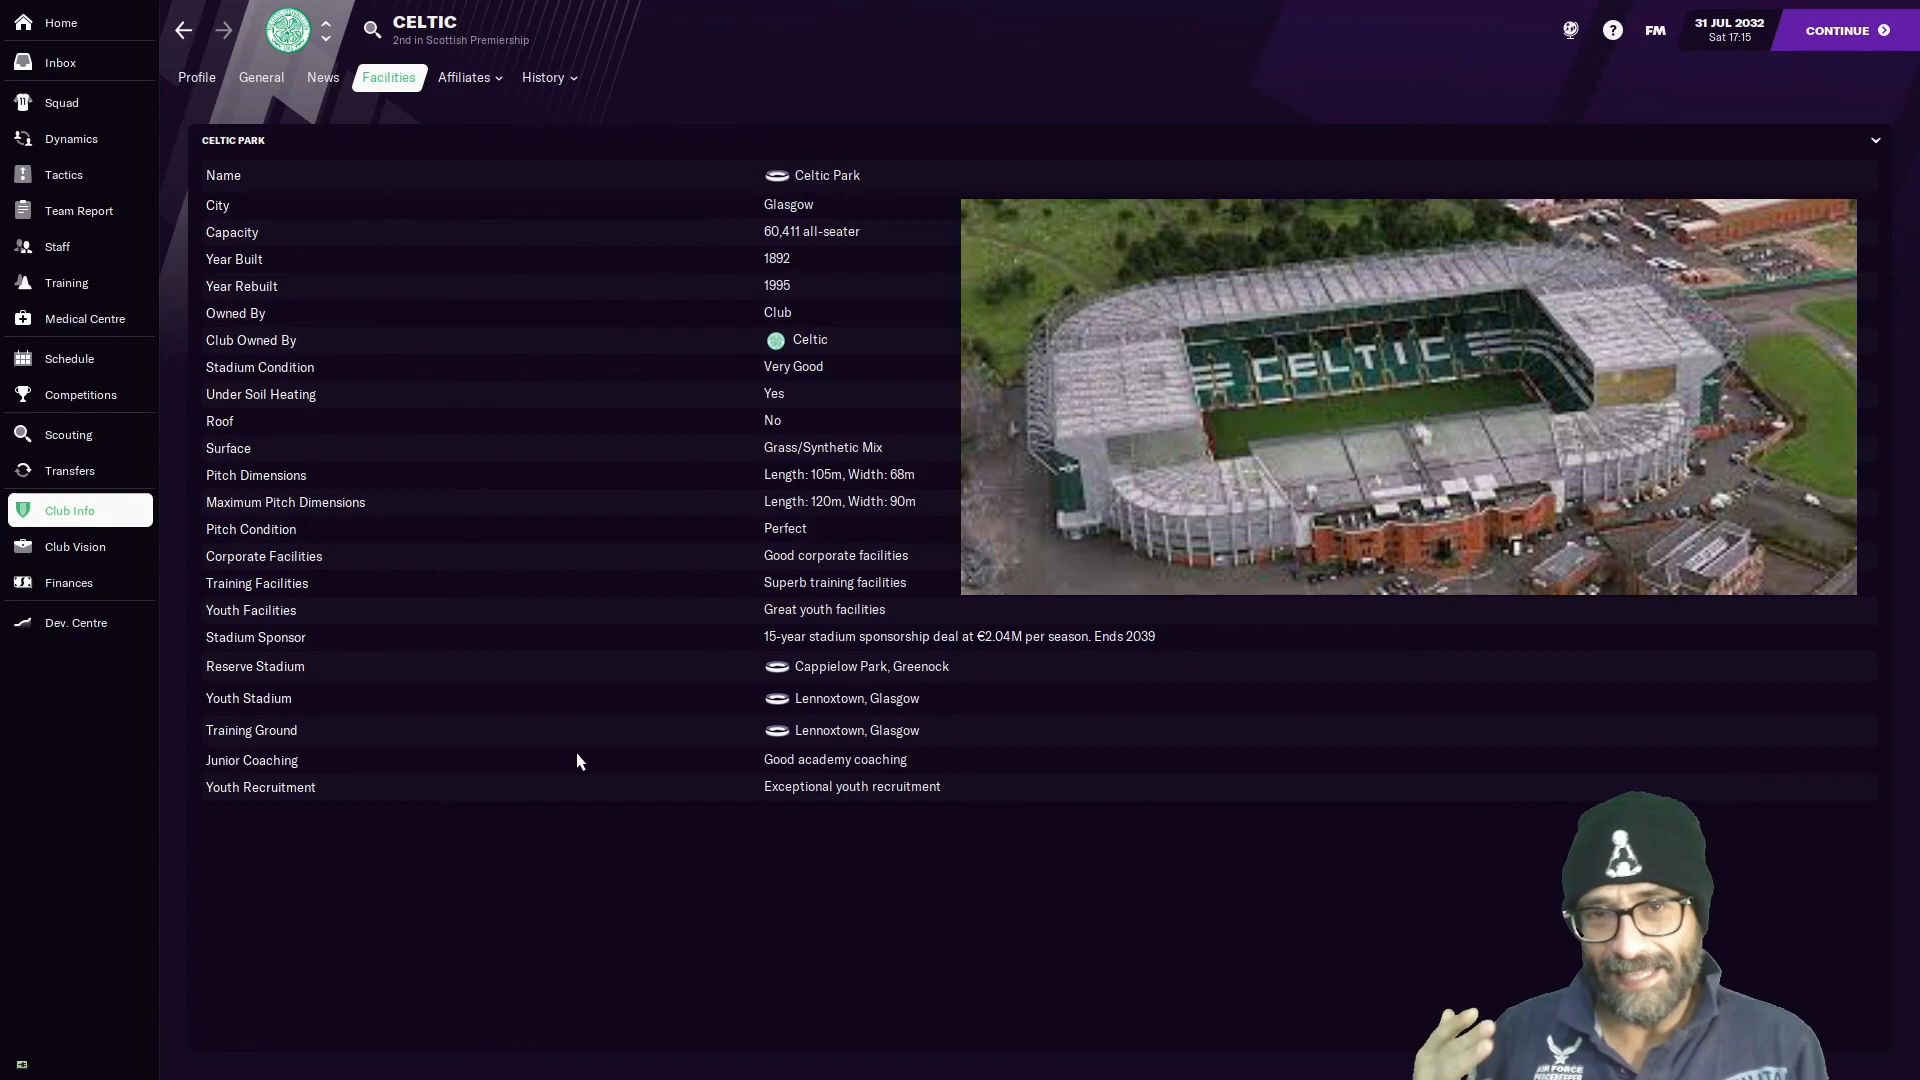 Home
Inbox
Squad
Dynamics
Tactics
Team Report
Staff
Training
Medical Centre
Schedule
Competitions
Scouting
Transfers
Club Info
Club Vision
Finances
Dev. Centre
CELTIC
2nd in Scottish Premiership
?
FM
31 JUL 2032
Sat 17:15
CONTINUE
Profile
General
News
Facilities
Affiliates
History
CELTIC PARK
Name Celtic Park
City Glasgow
Capacity 60,411 all-seater
Year Built 1892
Year Rebuilt 1995
Owned By Club
Club Owned By Celtic
Stadium Condition Very Good
Under Soil Heating Yes
Roof No
Surface Grass/Synthetic Mix
Pitch Dimensions Length: 105m, Width: 68m
Maximum Pitch Dimensions Length: 120m, Width: 90m
Pitch Condition Perfect
Corporate Facilities Good corporate facilities
Training Facilities Superb training facilities
Youth Facilities Great youth facilities
Stadium Sponsor 15-year stadium sponsorship deal at €2.04M per season. Ends 2039
Reserve Stadium Cappielow Park, Greenock
Youth Stadium Lennoxtown, Glasgow
Training Ground Lennoxtown, Glasgow
Junior Coaching Good academy coaching
Youth Recruitment Exceptional youth recruitment
CELTIC
AIR FORCE
PEACEKEEPER